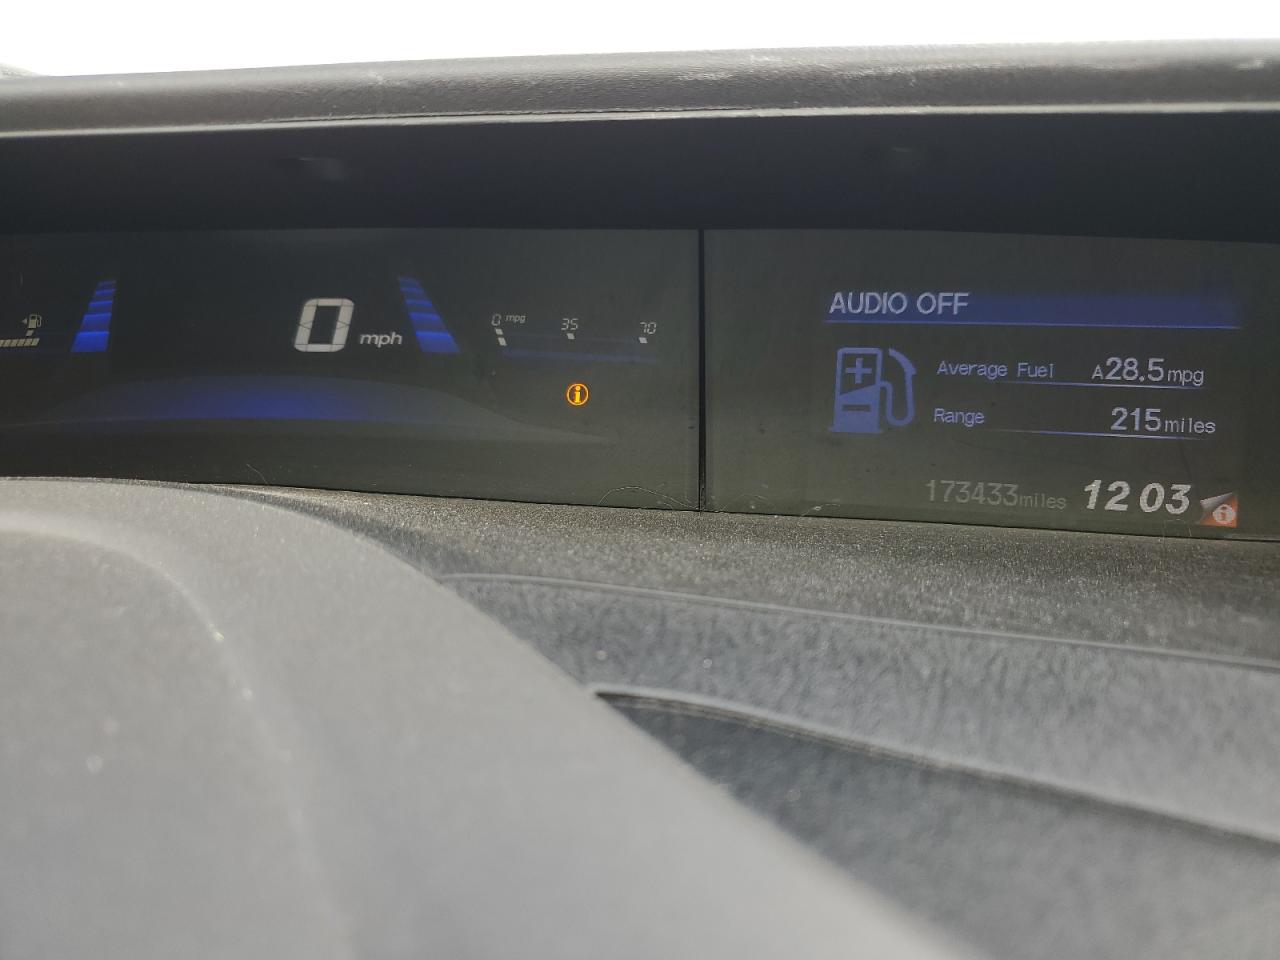 0 mph
0 mpg 35 70
i
AUDIO OFF
Average Fuel A28.5mpg
Range 215miles
173433miles 12 03 i